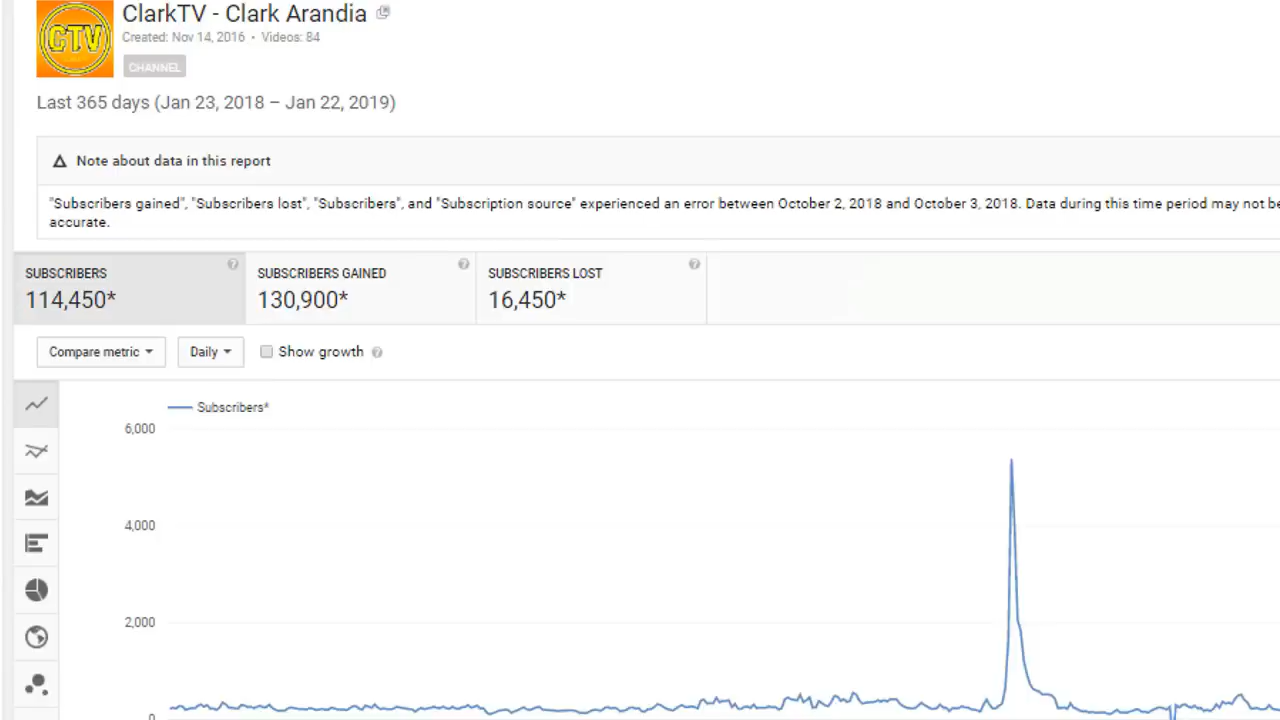 CTV
ClarkTV - Clark Arandia
Created: Nov 14, 2016 • Videos: 84
CHANNEL
Last 365 days (Jan 23, 2018 – Jan 22, 2019)
Note about data in this report
"Subscribers gained", "Subscribers lost", "Subscribers", and "Subscription source" experienced an error between October 2, 2018 and October 3, 2018. Data during this time period may not be
accurate.
SUBSCRIBERS ? SUBSCRIBERS GAINED ? SUBSCRIBERS LOST ?
114,450* 130,900* 16,450*
Compare metric Daily Show growth ?
Subscribers*
6,000
4,000
2,000
0